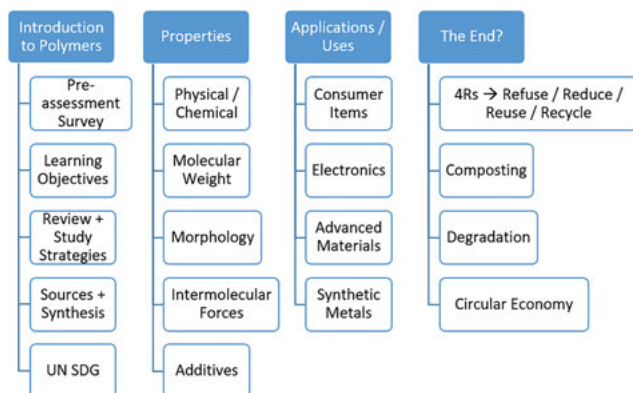 Introduction
to Polymers
Pre-
assessment
Survey
Learning
Objectives
Review +
Study
Strategies
Sources +
Synthesis
UN SDG
Properties
Physical /
Chemical
Molecular
Weight
Morphology
Intermolecular
Forces
Additives
Applications /
Uses
Consumer
Items
Electronics
Advanced
Materials
Synthetic
Metals
The End?
4Rs → Refuse / Reduce /
Reuse / Recycle
Composting
Degradation
Circular Economy